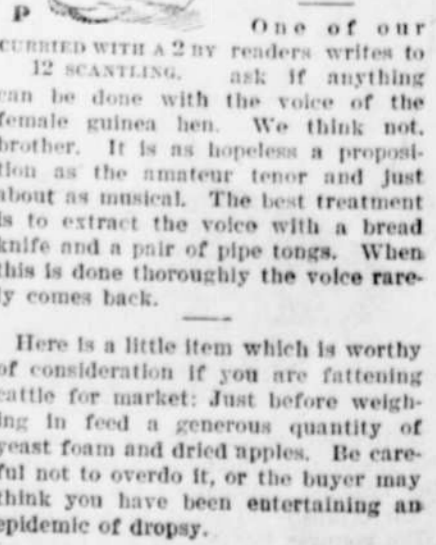 P
One of our
CURRIED WITH A 2 BY
12 SCANTLING.
readers writes to
ask if anything
can be done with the voice of the
female guinea hen. We think not,
brother. It is as hopeless a proposi-
tion as the amateur tenor and just
about as musical. The best treatment
is to extract the voice with a bread
knife and a pair of pipe tongs. When
this is done thoroughly the voice rare-
ly comes back.
Here is a little item which is worthy
of consideration if you are fattening
cattle for market: Just before weigh-
ing in feed a generous quantity of
yeast foam and dried apples. Be care-
ful not to overdo it, or the buyer may
think you have been entertaining an
epidemic of dropsy.